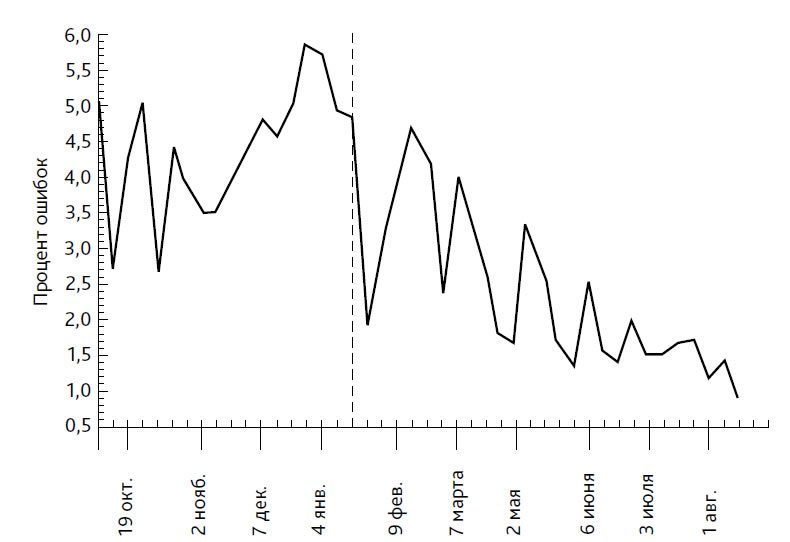 6,0
5,5
5,0
4,5
4,0
3,5
3,0
2,5
2,0
1,5
1,0
0,5
Процент ошибок
19 окт.
2 нояб.
7 дек.
4 янв.
9 фев.
7 марта
2 мая
6 июня
3 июля
1 авг.